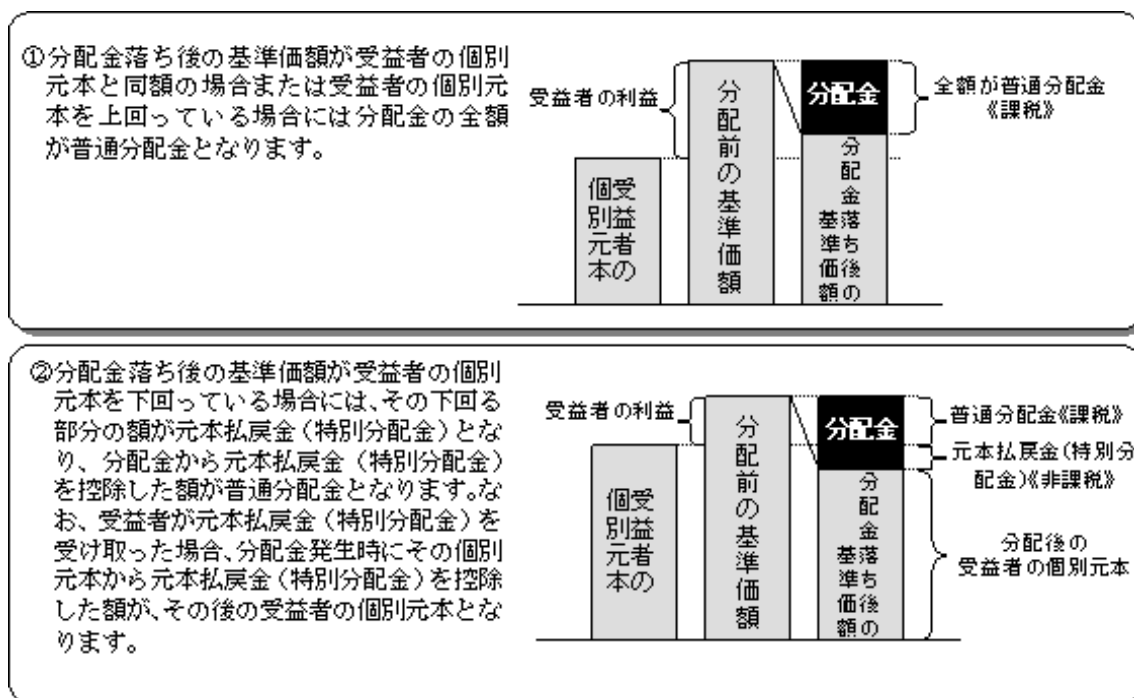 ①分配金落ち後の基準価額が受益者の個別
元本と同額の場合または受益者の個別元
本を上回っている場合には分配金の全額
が普通分配金となります。
受益者の利益
受益者の
個別元本
分配前の基準価額
分配金
分配金落ち後の
基準価額
全額が普通分配金
《課税》
②分配金落ち後の基準価額が受益者の個別
元本を下回っている場合には、その下回る
部分の額が元本払戻金（特別分配金）とな
り、分配金から元本払戻金（特別分配金）
を控除した額が普通分配金となります。な
お、受益者が元本払戻金（特別分配金）を
受け取った場合、分配金発生時にその個別
元本から元本払戻金（特別分配金）を控除
した額が、その後の受益者の個別元本とな
ります。
受益者の利益
受益者の
個別元本
分配前の基準価額
分配金
分配金落ち後の
基準価額
普通分配金《課税》
元本払戻金（特別分
配金）《非課税》
分配後の
受益者の個別元本